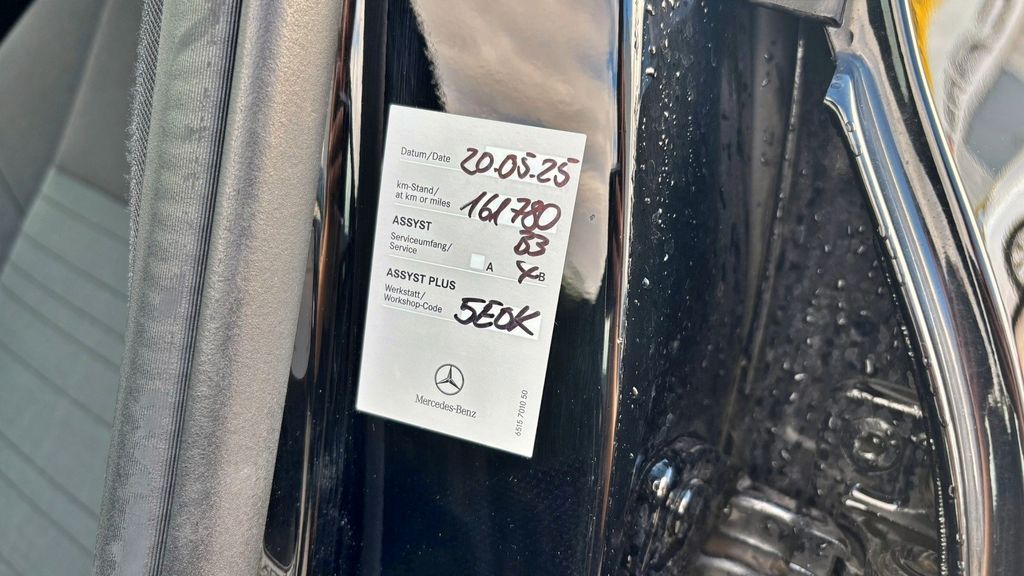 Datum/Date 20.05.25
km-Stand/
at km or miles 161780
ASSYST B3
Serviceumfang/
Service A X B
ASSYST PLUS
Werkstatt/
Workshop-Code 5E0K
Mercedes-Benz
6515 7010 50